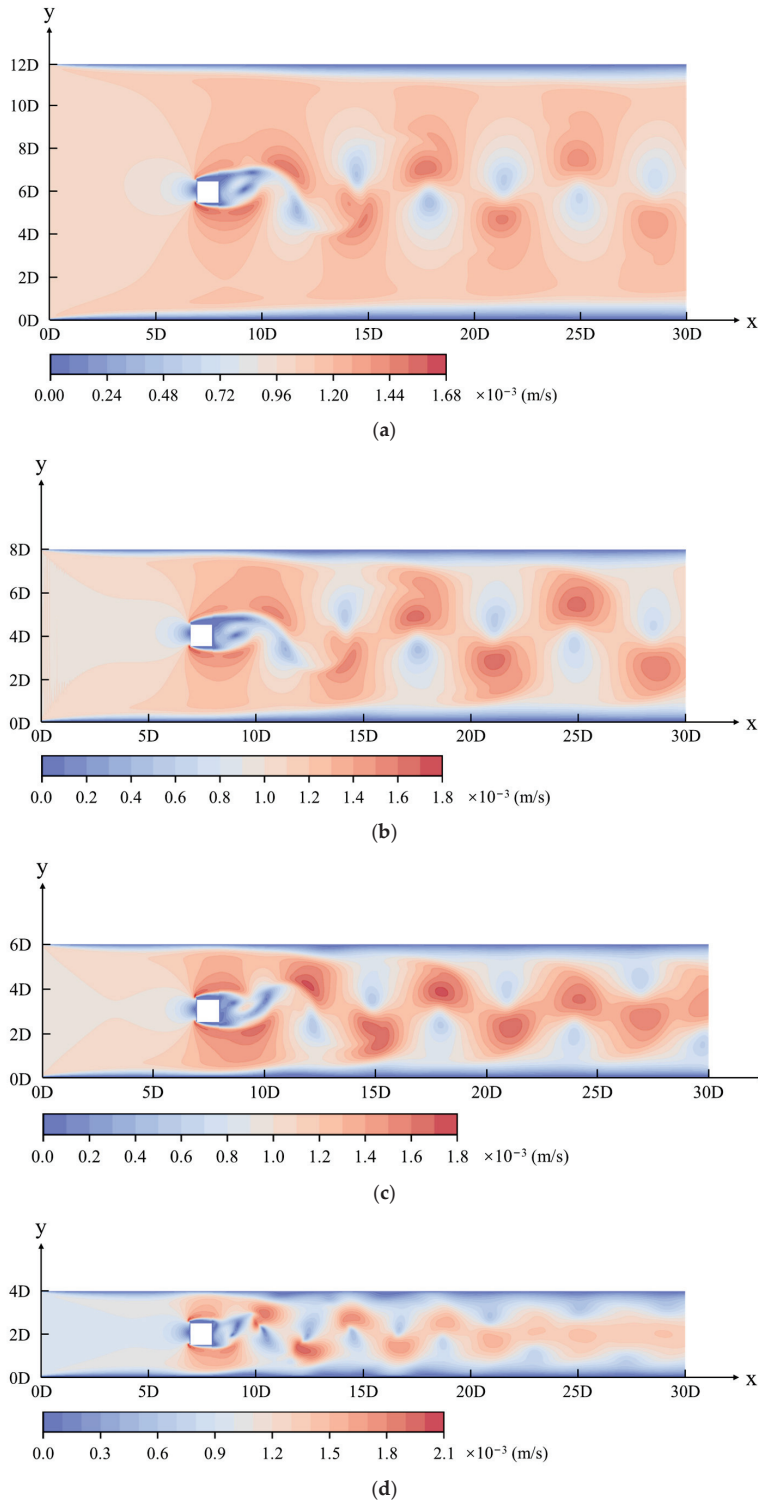 y
12D
10D
8D
6D
4D
2D
0D
0D 5D 10D 15D 20D 25D 30D x
0.00 0.24 0.48 0.72 0.96 1.20 1.44 1.68 ×10⁻³ (m/s)
(a)
y
8D
6D
4D
2D
0D
0D 5D 10D 15D 20D 25D 30D x
0.0 0.2 0.4 0.6 0.8 1.0 1.2 1.4 1.6 1.8 ×10⁻³ (m/s)
(b)
y
6D
4D
2D
0D
0D 5D 10D 15D 20D 25D 30D
0.0 0.2 0.4 0.6 0.8 1.0 1.2 1.4 1.6 1.8 ×10⁻³ (m/s)
(c)
y
4D
2D
0D
0D 5D 10D 15D 20D 25D 30D x
0.0 0.3 0.6 0.9 1.2 1.5 1.8 2.1 ×10⁻³ (m/s)
(d)